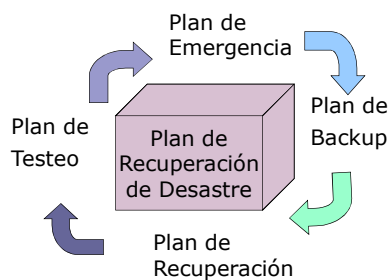 Plan de
Emergencia
Plan de
Backup
Plan de
Recuperación
Plan de
Testeo
Plan de
Recuperación
de Desastre